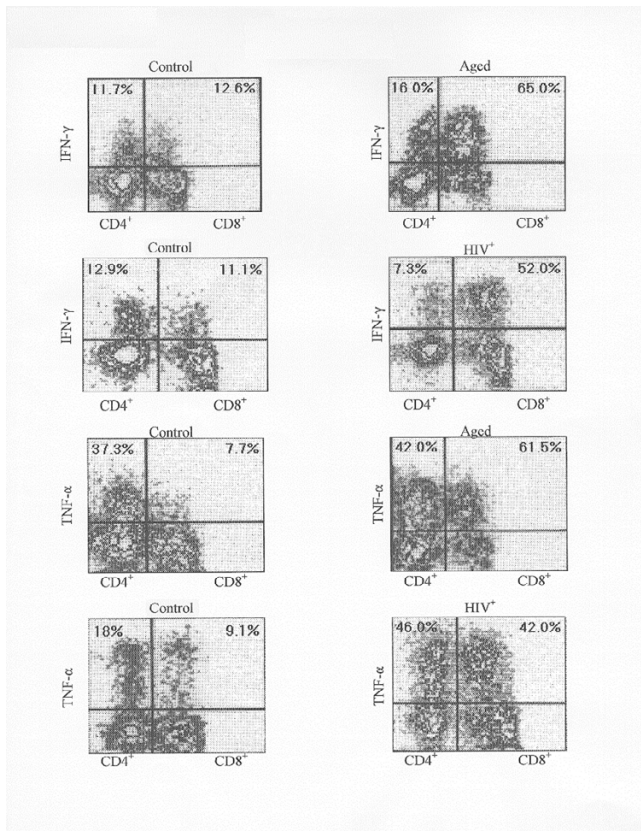 Control Aged
11.7% 12.6% 16.0% 65.0%
IFN-γ IFN-γ
CD4+ CD8+ CD4+ CD8+
Control HIV+
12.9% 11.1% 7.3% 52.0%
IFN-γ IFN-γ
CD4+ CD8+ CD4+ CD8+
Control Aged
37.3% 7.7% 42.0% 61.5%
TNF-α TNF-α
CD4+ CD8+ CD4+ CD8+
Control HIV+
18% 9.1% 46.0% 42.0%
TNF-α TNF-α
CD4+ CD8+ CD4+ CD8+